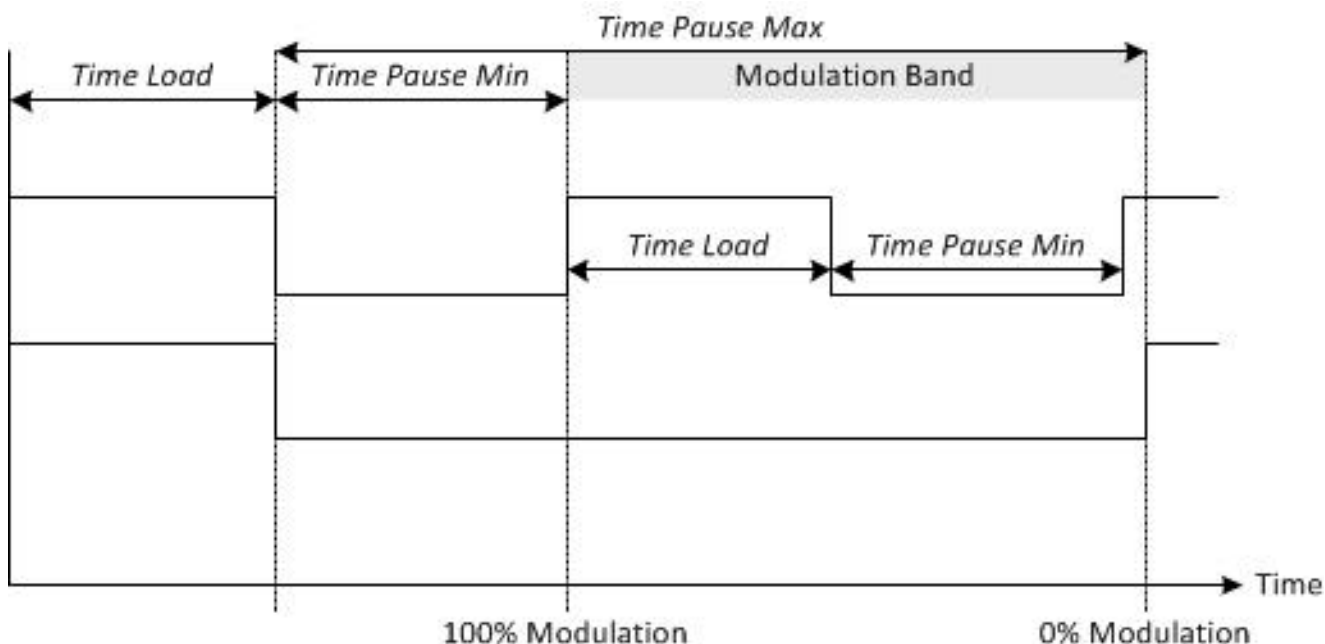 Time Pause Max
Time Load
Time Pause Min
Modulation Band
Time Load
Time Pause Min
Time
100% Modulation
0% Modulation